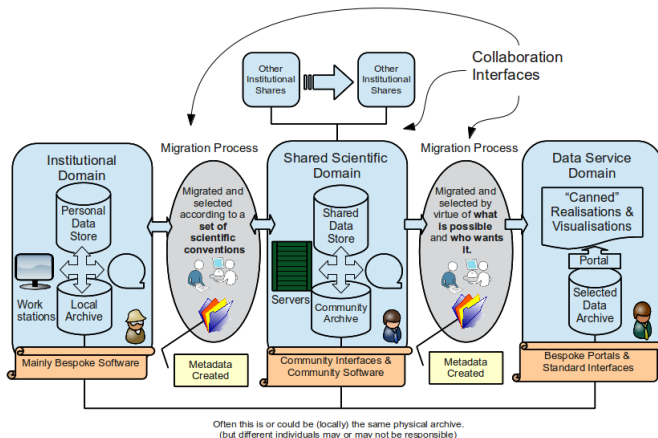 Other
Institutional
Shares
Other
Institutional
Shares
Collaboration
Interfaces
Institutional
Domain
Personal
Data
Store
Work
stations
Local
Archive
Mainly Bespoke Software
Migration Process
Migrated and
selected
according to a
set of
scientific
conventions
Metadata
Created
Shared Scientific
Domain
Shared
Data
Store
Servers
Community
Archive
Community Interfaces &
Community Software
Migration Process
Migrated and
selected by
virtue of what
is possible
and who wants
it.
Metadata
Created
Data Service
Domain
“Canned”
Realisations &
Visualisations
Portal
Selected
Data
Archive
Bespoke Portals &
Standard Interfaces
Often this is or could be (locally) the same physical archive.
(but different individuals may or may not be responsible)